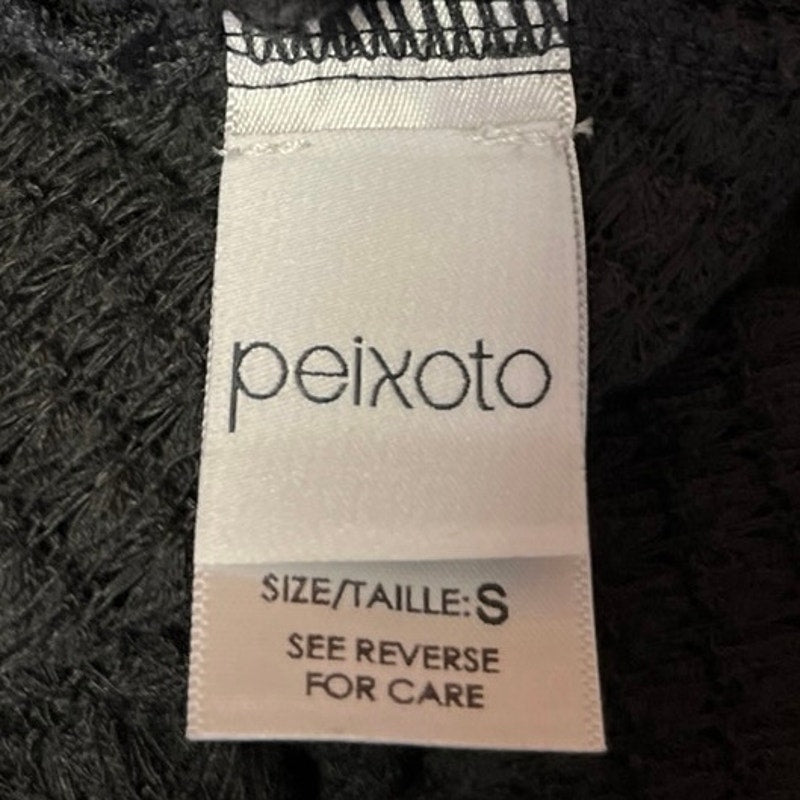 peixoto
SIZE/TAILLE: S
SEE REVERSE
FOR CARE